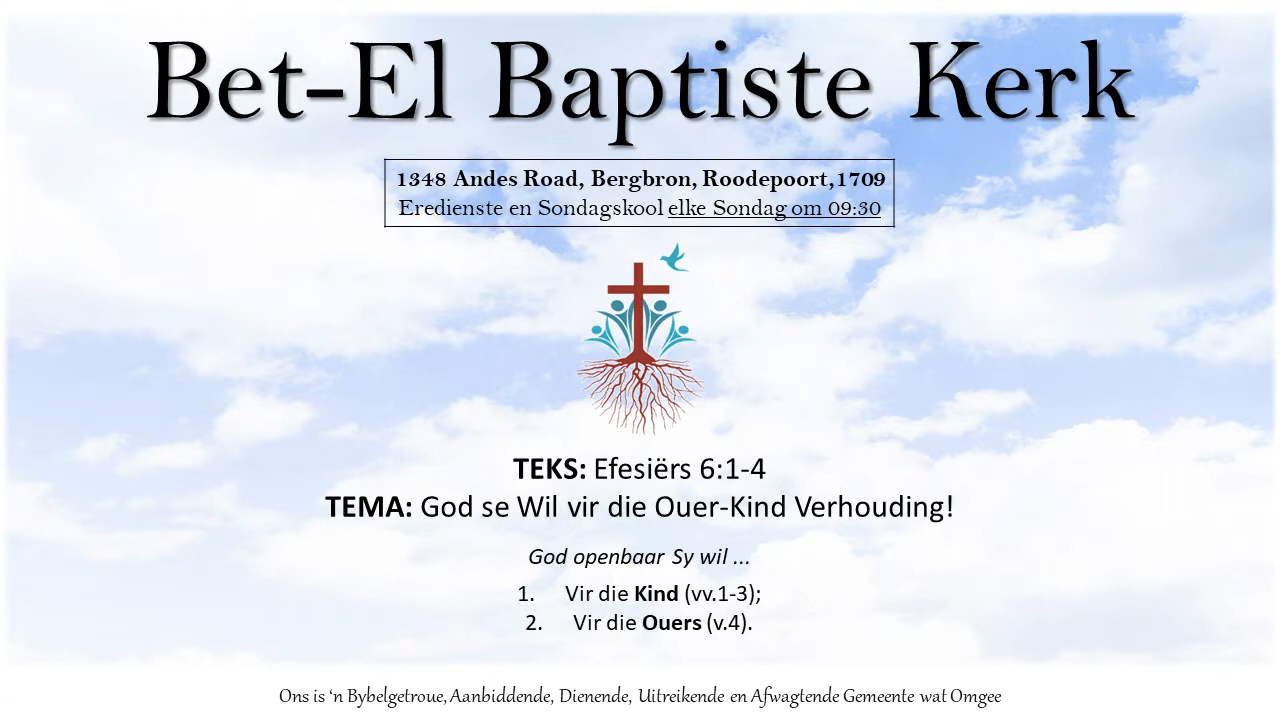 Bet-El Baptiste Kerk
1348 Andes Road, Bergbron, Roodepoort,1709
Eredienste en Sondagskool elke Sondag om 09:30
TEKS: Efesiërs 6:1-4
TEMA: God se Wil vir die Ouer-Kind Verhouding!
God openbaar Sy wil ...
1. Vir die Kind (vv.1-3);
2. Vir die Ouers (v.4).
Ons is ‘n Bybelgetroue, Aanbiddende, Dienende, Uitreikende en Afwagtende Gemeente wat Omgee